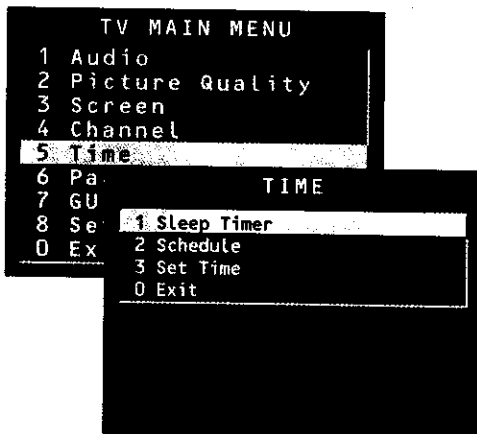 TV MAIN MENU
1 Audio
2 Picture Quality
3 Screen
4 Channel
5 Time
6 Pa
7 GU
8 Se
0 Ex
TIME
1 Sleep Timer
2 Schedule
3 Set Time
0 Exit